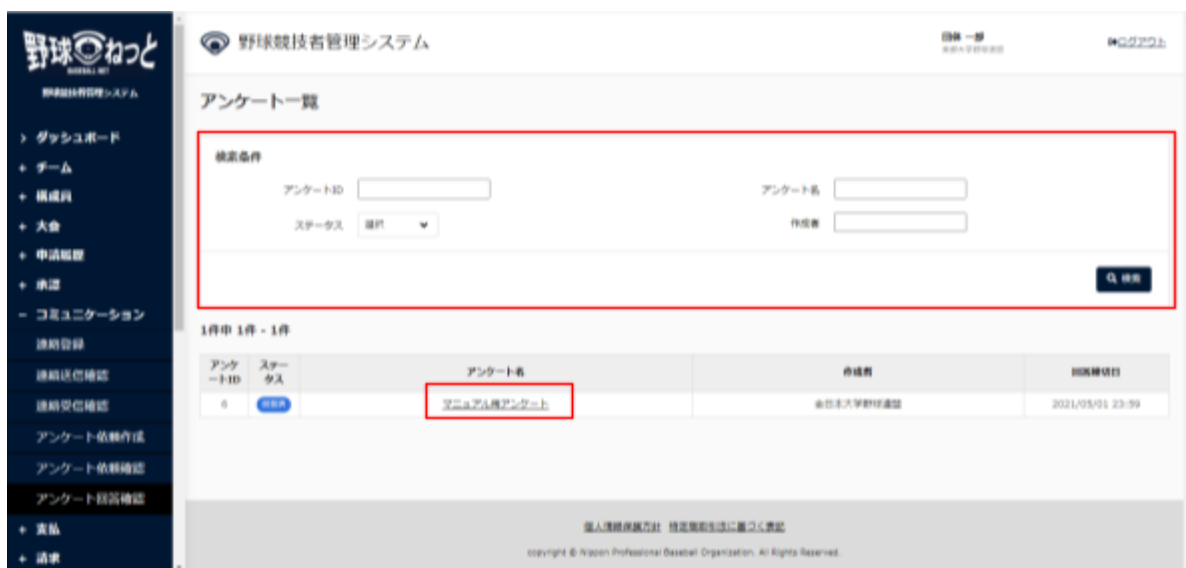 野球ねっと
BASEBALL NET
野球競技者管理システム
ダッシュボード
チーム
構成員
大会
申請履歴
承認
コミュニケーション
連絡登録
連絡送信確認
連絡受信確認
アンケート依頼作成
アンケート依頼確認
アンケート回答確認
支払
請求
野球競技者管理システム
団体 一郎
ログアウト
アンケート一覧
検索条件
アンケートID
アンケート名
ステータス 選択
作成者
検索
1件中 1件 - 1件
アンケートID ステータス アンケート名 作成者 回答締切日
6 マニュアル用アンケート 全日本大学野球連盟 2021/05/01 23:59
個人情報保護方針 特定商取引法に基づく表記
copyright © Nippon Professional Baseball Organization. All Rights Reserved.